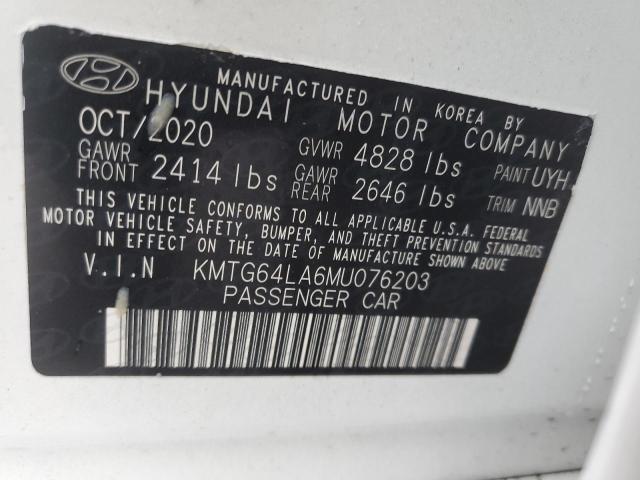 MANUFACTURED IN KOREA BY
HYUNDAI MOTOR COMPANY
OCT/2020
GAWR FRONT 2414 lbs GVWR 4828 lbs PAINT UYH
GAWR REAR 2646 lbs TRIM NNB
THIS VEHICLE CONFORMS TO ALL APPLICABLE U.S.A FEDERAL
MOTOR VEHICLE SAFETY, BUMPER, AND THEFT PREVENTION STANDARDS
IN EFFECT ON THE DATE OF MANUFACTURE SHOWN ABOVE
V.I.N KMTG64LA6MU076203
PASSENGER CAR